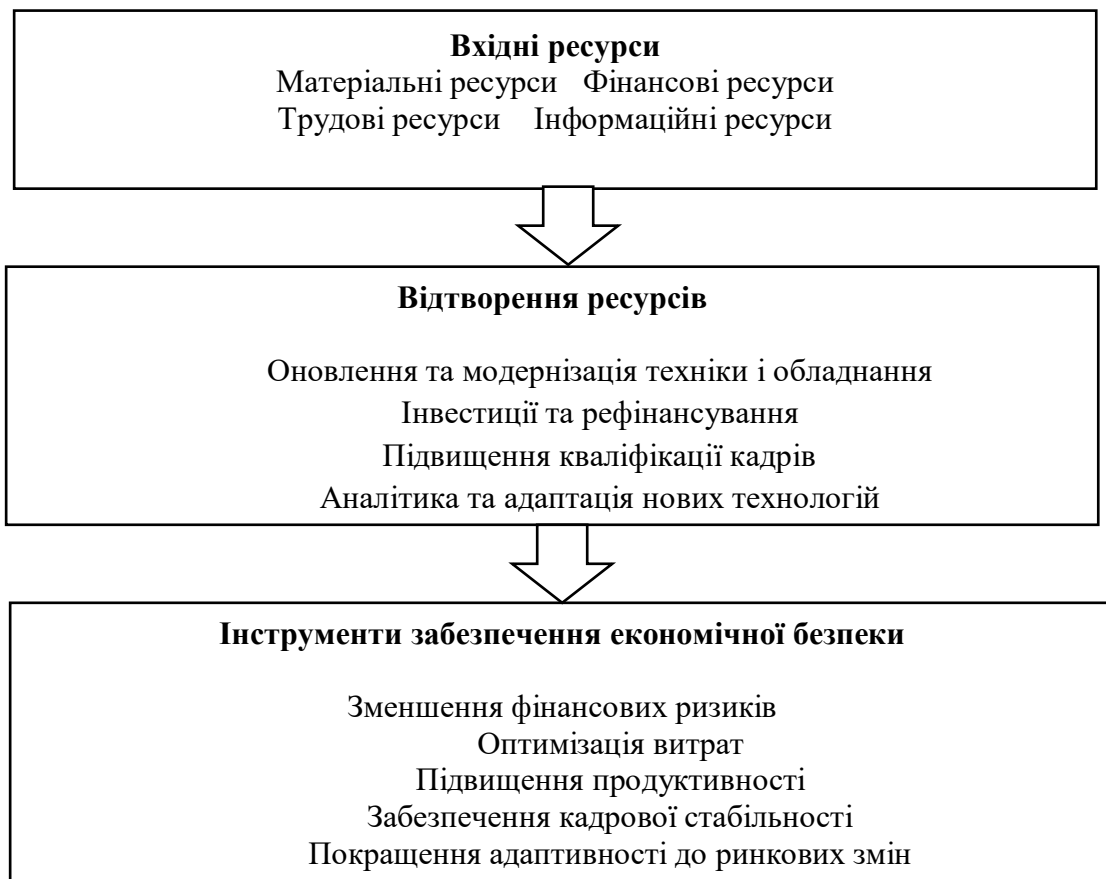 Вхідні ресурси
Матеріальні ресурси Фінансові ресурси
Трудові ресурси Інформаційні ресурси
Відтворення ресурсів
Оновлення та модернізація техніки і обладнання
Інвестиції та рефінансування
Підвищення кваліфікації кадрів
Аналітика та адаптація нових технологій
Інструменти забезпечення економічної безпеки
Зменшення фінансових ризиків
Оптимізація витрат
Підвищення продуктивності
Забезпечення кадрової стабільності
Покращення адаптивності до ринкових змін